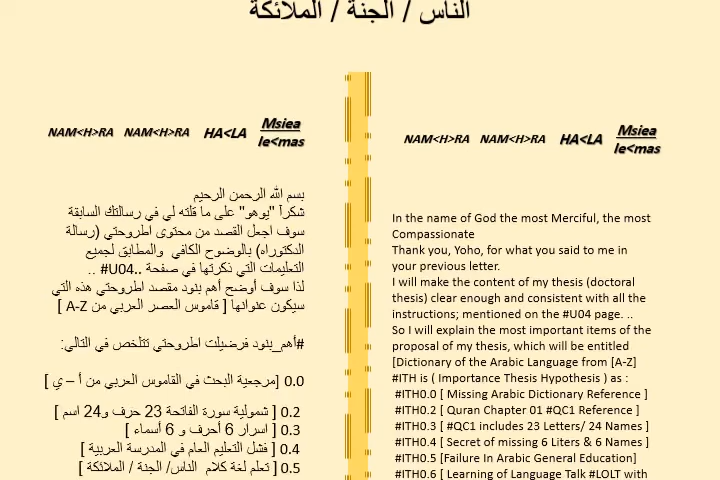 الناس / الجنة / الملائكة
NAM<H>RA NAM<H>RA HA<LA Msiea
le<mas
بسم الله الرحمن الرحيم
شكراً "يوهو" على ما قلته لي في رسالتك السابقة
سوف اجعل القصد من محتوى اطروحتي (رسالة
الدكتوراه) بالوضوح الكافي والمطابق لجميع
التعليمات التي ذكرتها في صفحة ..#U04 ..
لذا سوف أوضح أهم بنود مقصد اطروحتي هذه التي
سيكون عنوانها [ قاموس العصر العربي من A-Z ]
#أهم_بنود فرضيلت اطروحتي تتلخص في التالي:
0.0 [مرجعية البحث في القاموس العربي من أ – ي ]
0.2 [ شمولية سورة الفاتحة 23 حرف و24 اسم ]
0.3 [ اسرار 6 أحرف و 6 أسماء ]
0.4 [ فشل التعليم العام في المدرسة العربية ]
0.5 [ تعلم لغة كلام الناس/ الجنة / الملائكة ]
NAM<H>RA NAM<H>RA HA<LA Msiea
le<mas
In the name of God the most Merciful, the most
Compassionate
Thank you, Yoho, for what you said to me in
your previous letter.
I will make the content of my thesis (doctoral
thesis) clear enough and consistent with all the
instructions; mentioned on the #U04 page. ..
So I will explain the most important items of the
proposal of my thesis, which will be entitled
[Dictionary of the Arabic Language from [A-Z]
#ITH is ( Importance Thesis Hypothesis ) as :
#ITH0.0 [ Missing Arabic Dictionary Reference ]
#ITH0.2 [ Quran Chapter 01 #QC1 Reference ]
#ITH0.3 [ #QC1 includes 23 Letters/ 24 Names ]
#ITH0.4 [ Secret of missing 6 Liters & 6 Names ]
#ITH0.5 [Failure In Arabic General Education]
#ITH0.6 [ Learning of Language Talk #LOLT with